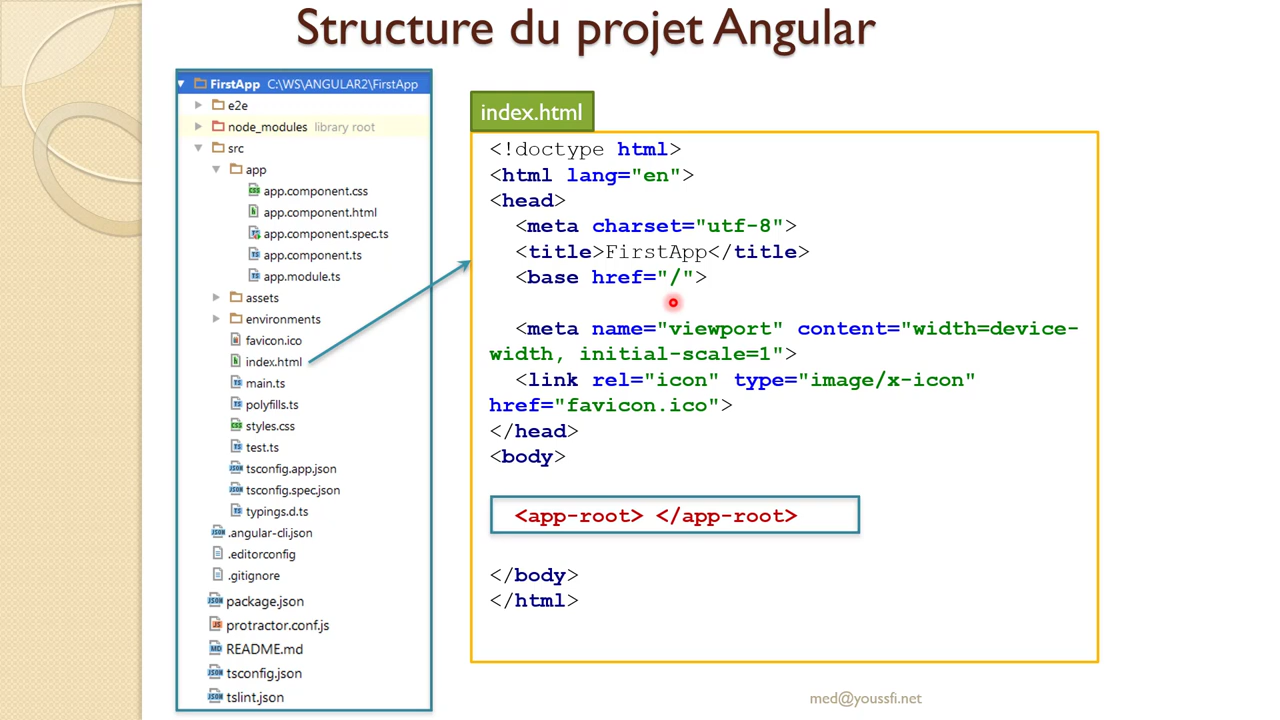 Structure du projet Angular
FirstApp C:\WS\ANGULAR2\FirstApp
e2e
node_modules library root
src
app
app.component.css
app.component.html
app.component.spec.ts
app.component.ts
app.module.ts
assets
environments
favicon.ico
index.html
main.ts
polyfills.ts
styles.css
test.ts
tsconfig.app.json
tsconfig.spec.json
typings.d.ts
.angular-cli.json
.editorconfig
.gitignore
package.json
protractor.conf.js
README.md
tsconfig.json
tslint.json
index.html
<!doctype html>
<html lang="en">
<head>
<meta charset="utf-8">
<title>FirstApp</title>
<base href="/">
<meta name="viewport" content="width=device-
width, initial-scale=1">
<link rel="icon" type="image/x-icon"
href="favicon.ico">
</head>
<body>
<app-root> </app-root>
</body>
</html>
med@youssfi.net